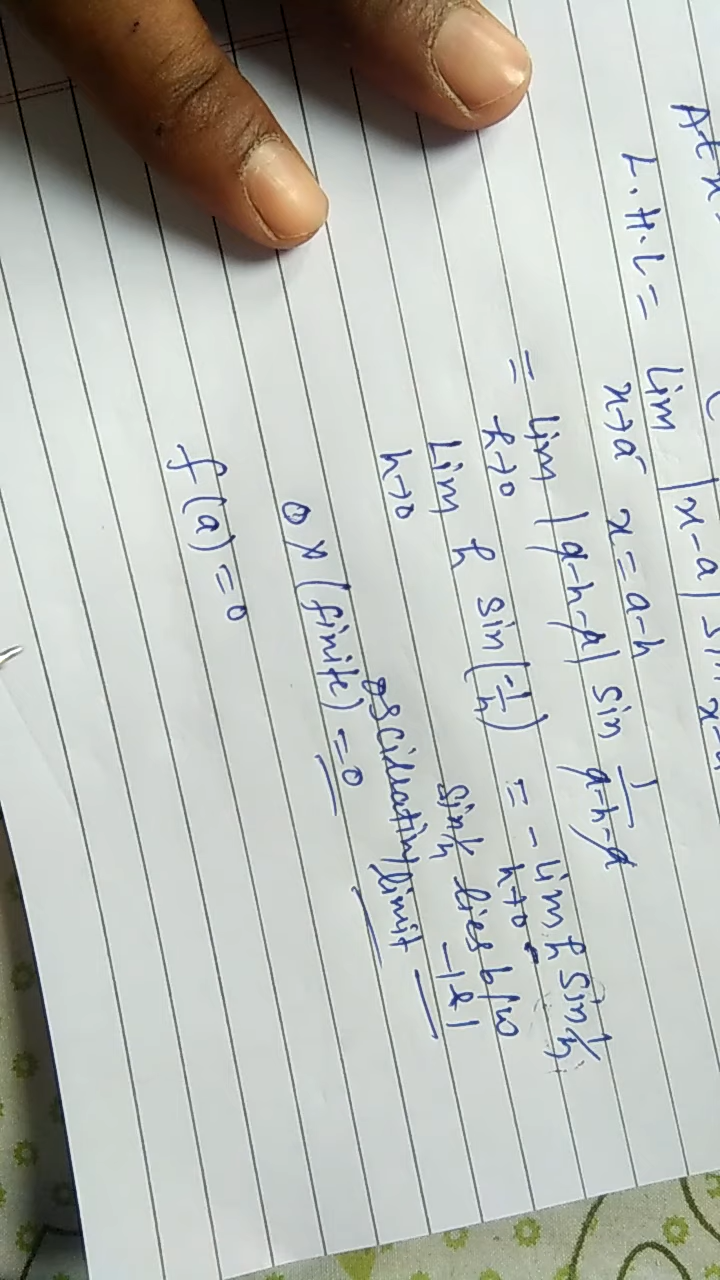 At x =
L.H.L = Lim |x-a| sin
x→a⁻ x = a-h x-a
= Lim |a-h-a| sin 1/(a-h-a)
h→0
Lim h sin(-1/h) = - Lim h sin 1/h
h→0 h→0
sin 1/h lies b/w
-1 & 1
oscillating limit
0 × (finite) = 0
f(a) = 0